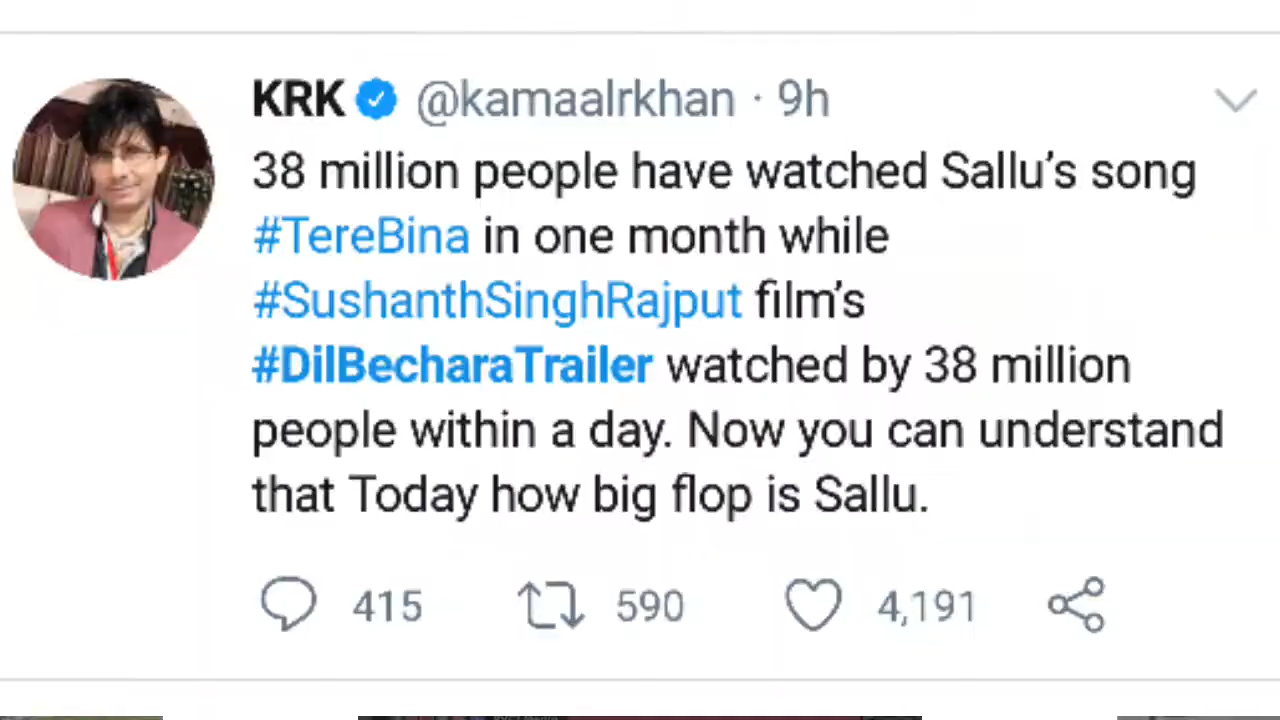 KRK @kamaalrkhan · 9h
38 million people have watched Sallu's song
#TereBina in one month while
#SushanthSinghRajput film's
#DilBecharaTrailer watched by 38 million
people within a day. Now you can understand
that Today how big flop is Sallu.
415 590 4,191